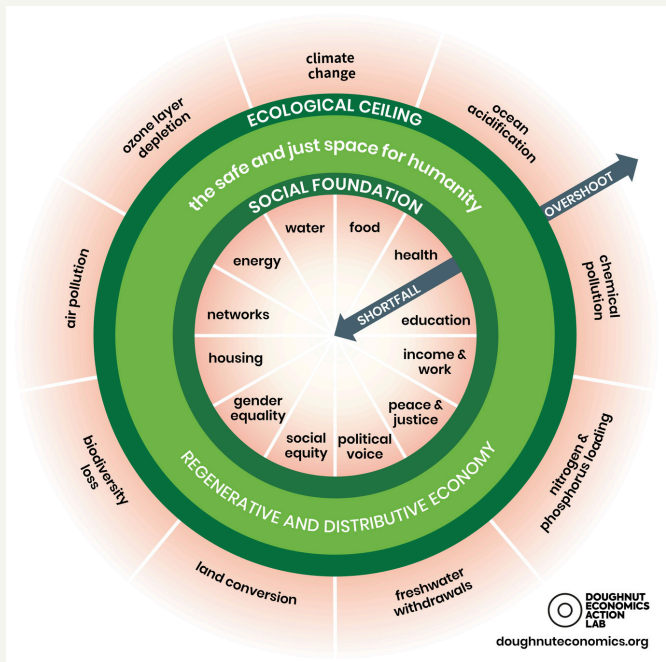 climate
change
ocean
acidification
chemical
pollution
nitrogen &
phosphorus loading
freshwater
withdrawals
land conversion
biodiversity
loss
air pollution
ozone layer
depletion
ECOLOGICAL CEILING
the safe and just space for humanity
SOCIAL FOUNDATION
OVERSHOOT
SHORTFALL
water
food
health
education
income &
work
peace &
justice
political
voice
social
equity
gender
equality
housing
networks
energy
REGENERATIVE AND DISTRIBUTIVE ECONOMY
DOUGHNUT
ECONOMICS
ACTION
LAB
doughnuteconomics.org